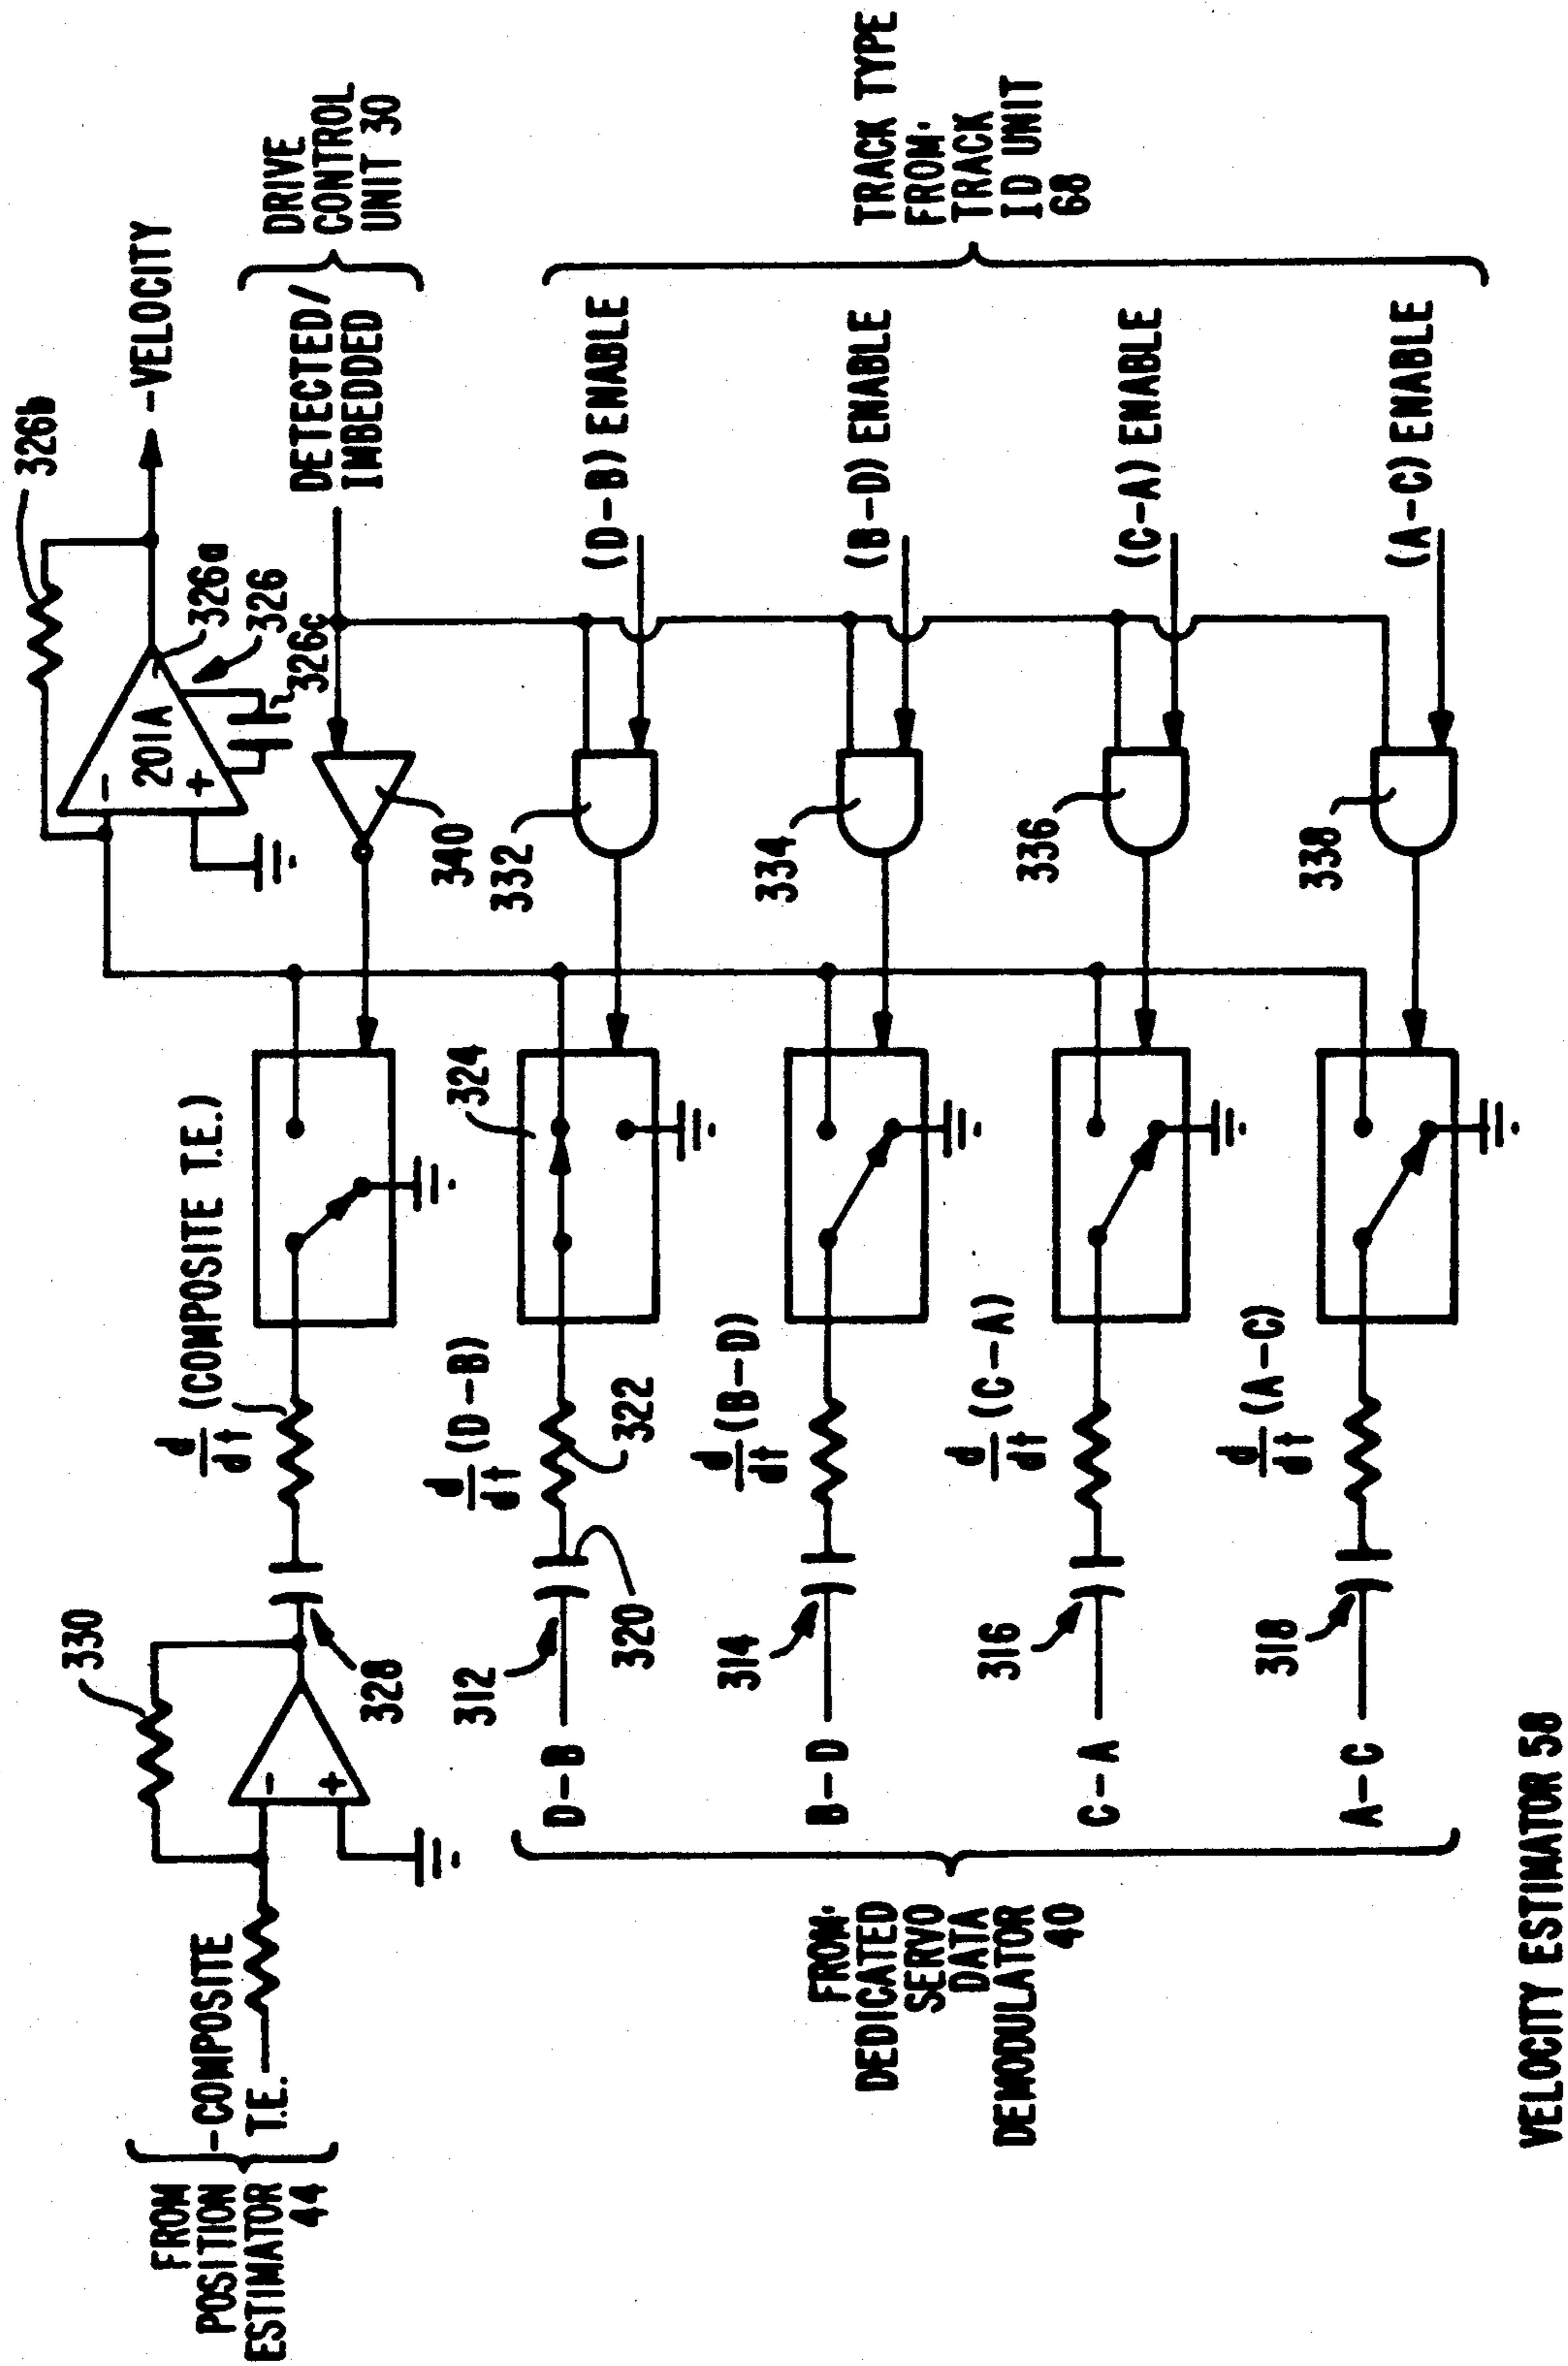 FROM
POSITION
ESTIMATOR
44
-COMPOSITE
T.E.
330
-
+
328
d/dt (COMPOSITE T.E.)
326b
-
201A
+
326a
326
326c
-VELOCITY
DETECTED/
IMBEDDED
DRIVE
CONTROL
UNIT 30
340
FROM:
DEDICATED
SERVO
DATA
DEMODULATOR
40
D-B
312
320
d/dt (D-B)
322
324
332
(D-B) ENABLE
B-D
314
d/dt (B-D)
334
(B-D) ENABLE
C-A
316
d/dt (C-A)
336
(C-A) ENABLE
A-C
318
d/dt (A-C)
338
(A-C) ENABLE
TRACK TYPE
FROM:
TRACK
ID UNIT
68
VELOCITY ESTIMATOR 58